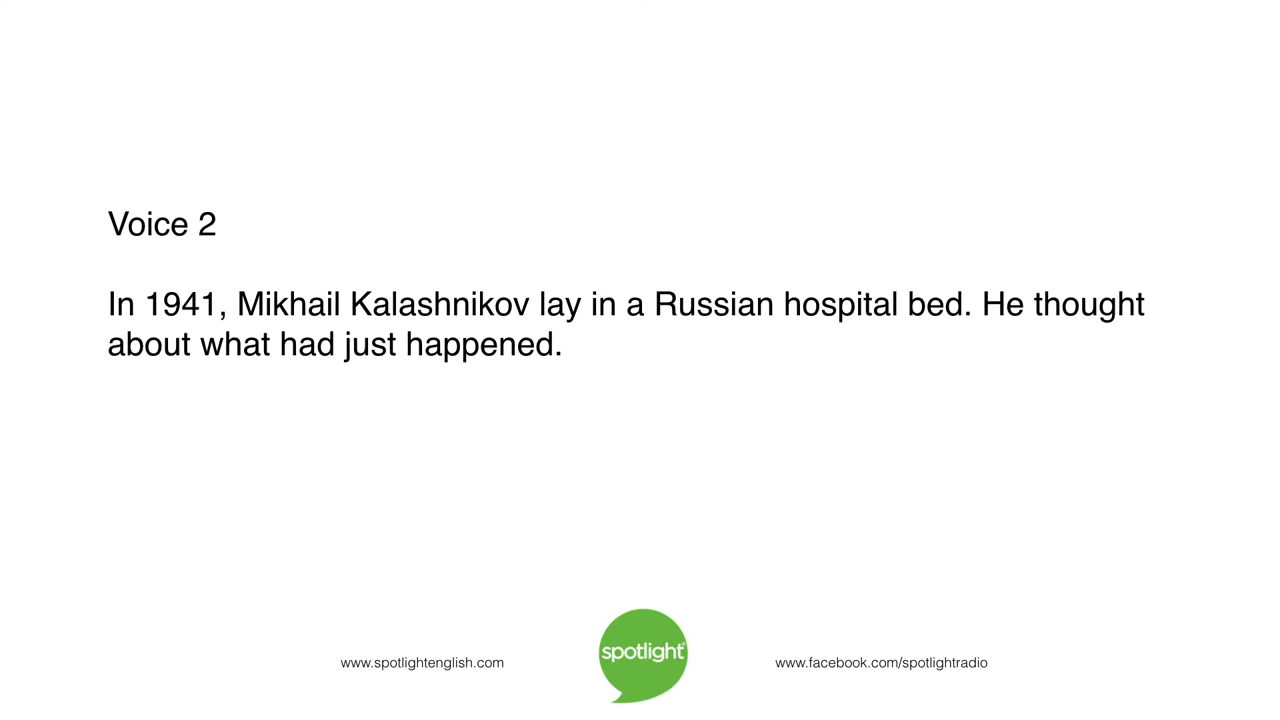 Voice 2
In 1941, Mikhail Kalashnikov lay in a Russian hospital bed. He thought
about what had just happened.
www.spotlightenglish.com
spotlight
www.facebook.com/spotlightradio